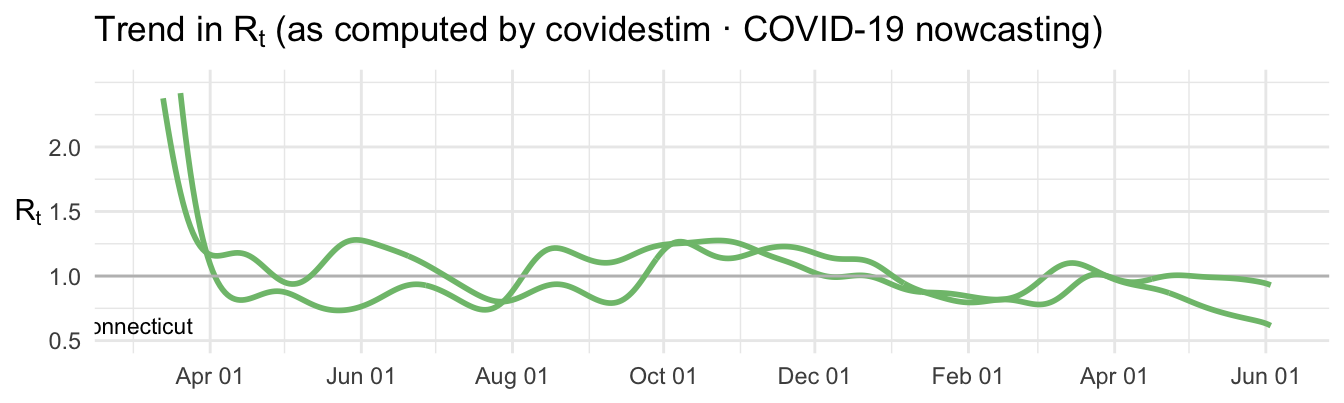 Trend in Rt (as computed by covidestim · COVID-19 nowcasting)
2.0
Rt 1.5
1.0
onnecticut
0.5
Apr 01 Jun 01 Aug 01 Oct 01 Dec 01 Feb 01 Apr 01 Jun 01